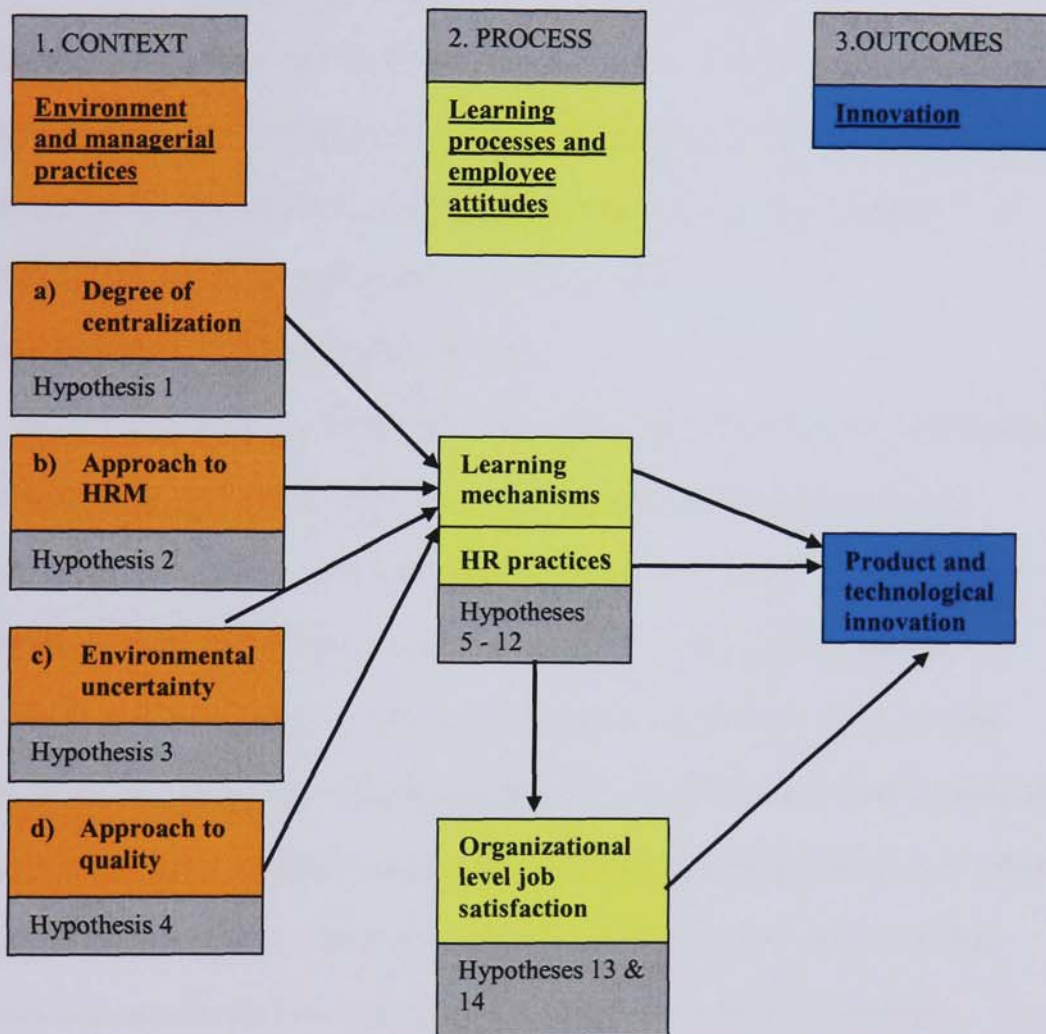 1. CONTEXT
Environment
and managerial
practices
2. PROCESS
Learning
processes and
employee
attitudes
3.OUTCOMES
Innovation
a) Degree of
centralization
Hypothesis 1
b) Approach to
HRM
Hypothesis 2
c) Environmental
uncertainty
Hypothesis 3
d) Approach to
quality
Hypothesis 4
Learning
mechanisms
HR practices
Hypotheses
5 - 12
Organizational
level job
satisfaction
Hypotheses 13 &
14
Product and
technological
innovation